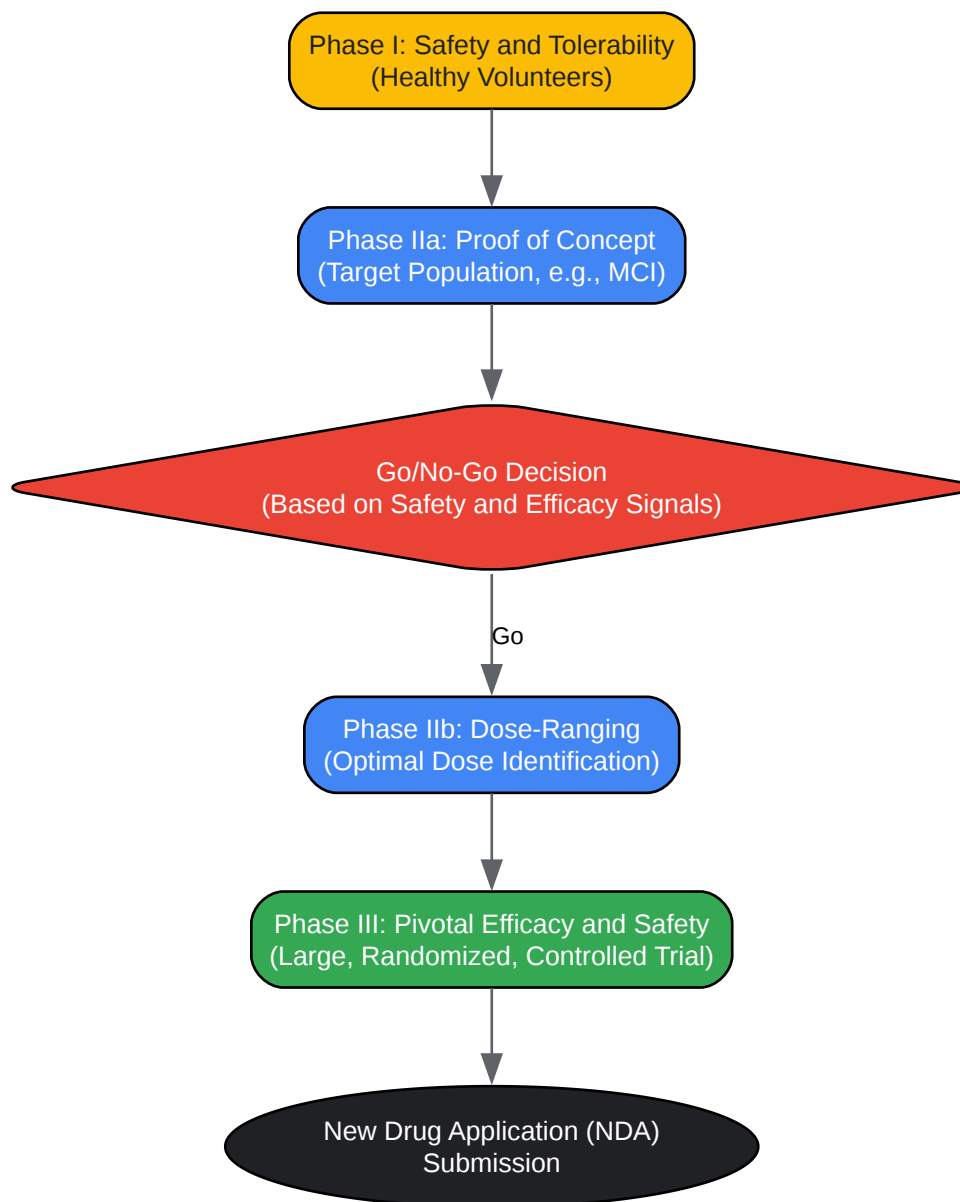 Phase I: Safety and Tolerability
(Healthy Volunteers)
Phase IIa: Proof of Concept
(Target Population, e.g., MCI)
Go/No-Go Decision
(Based on Safety and Efficacy Signals)
Go
Phase IIb: Dose-Ranging
(Optimal Dose Identification)
Phase III: Pivotal Efficacy and Safety
(Large, Randomized, Controlled Trial)
New Drug Application (NDA)
Submission